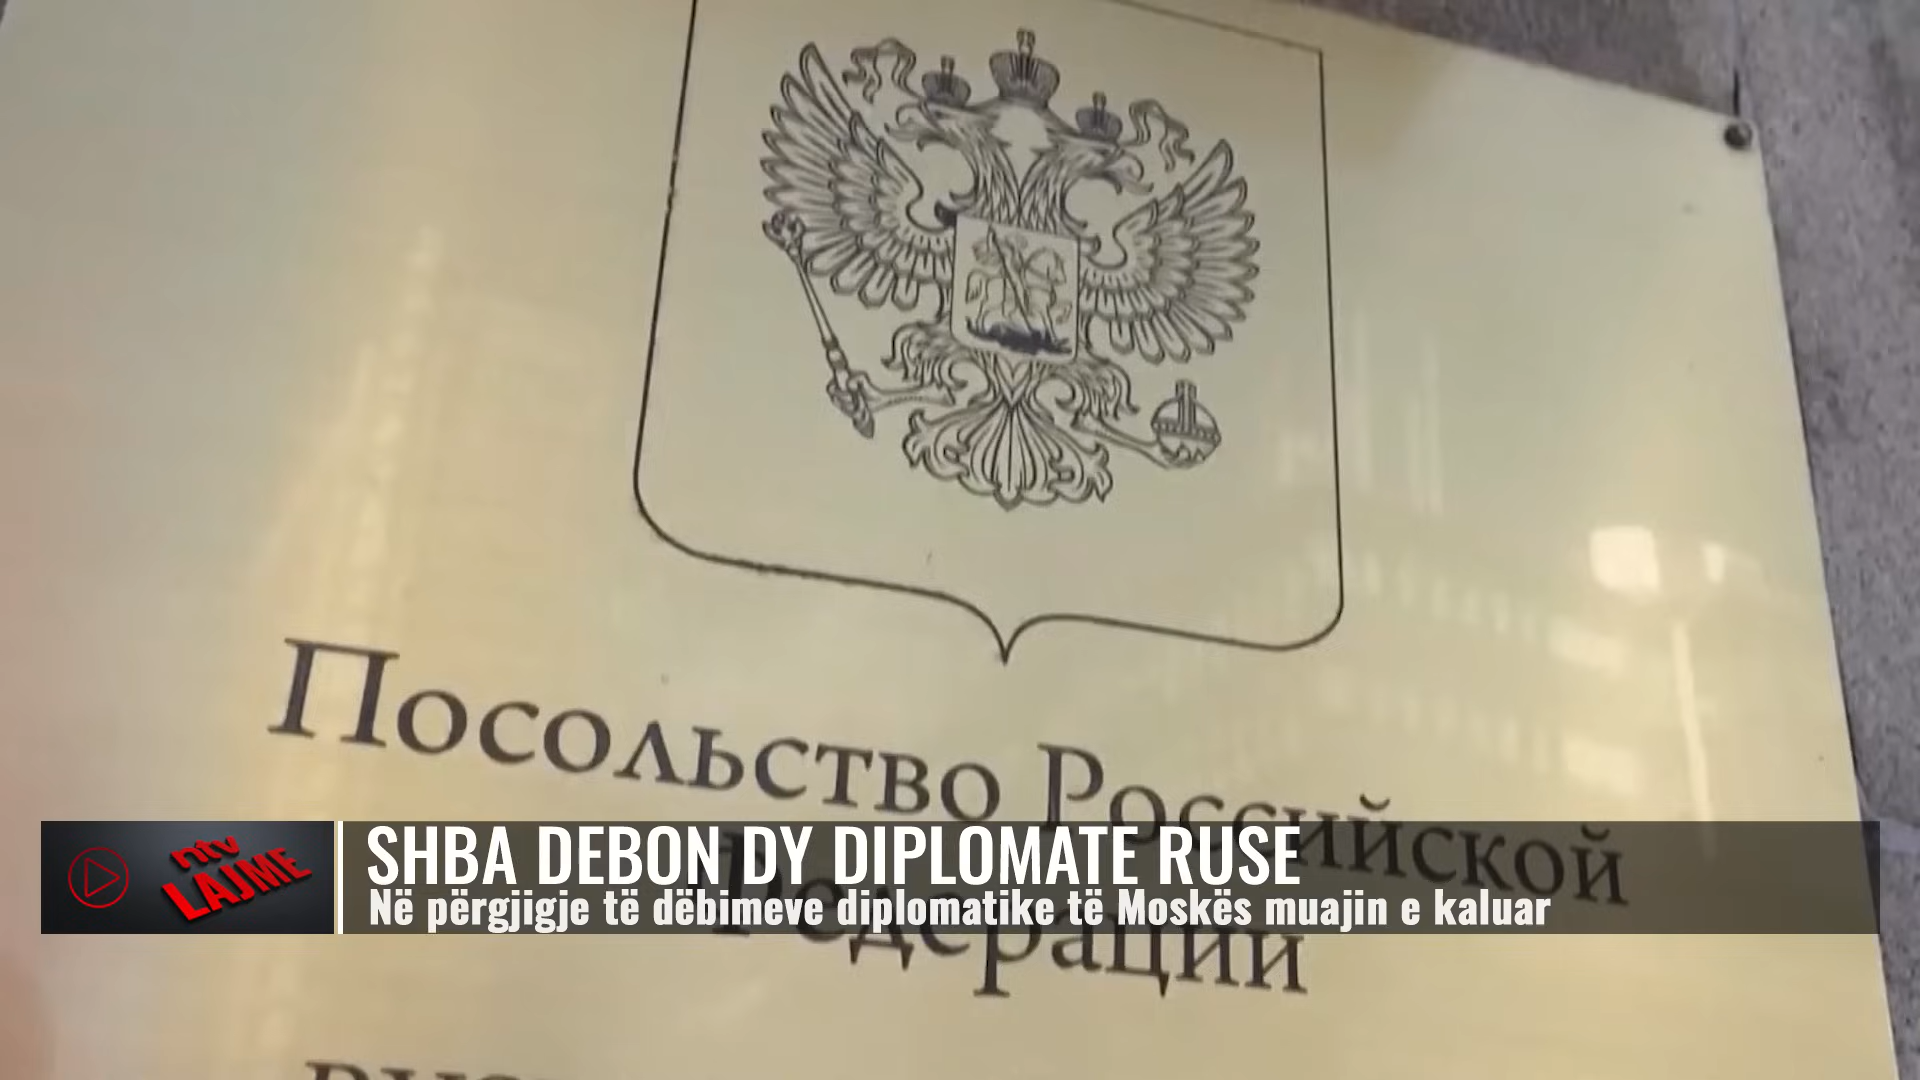 Посольство Российской
Федерации
ntv
LAJME
SHBA DEBON DY DIPLOMATE RUSE
Në përgjigje të dëbimeve diplomatike të Moskës muajin e kaluar